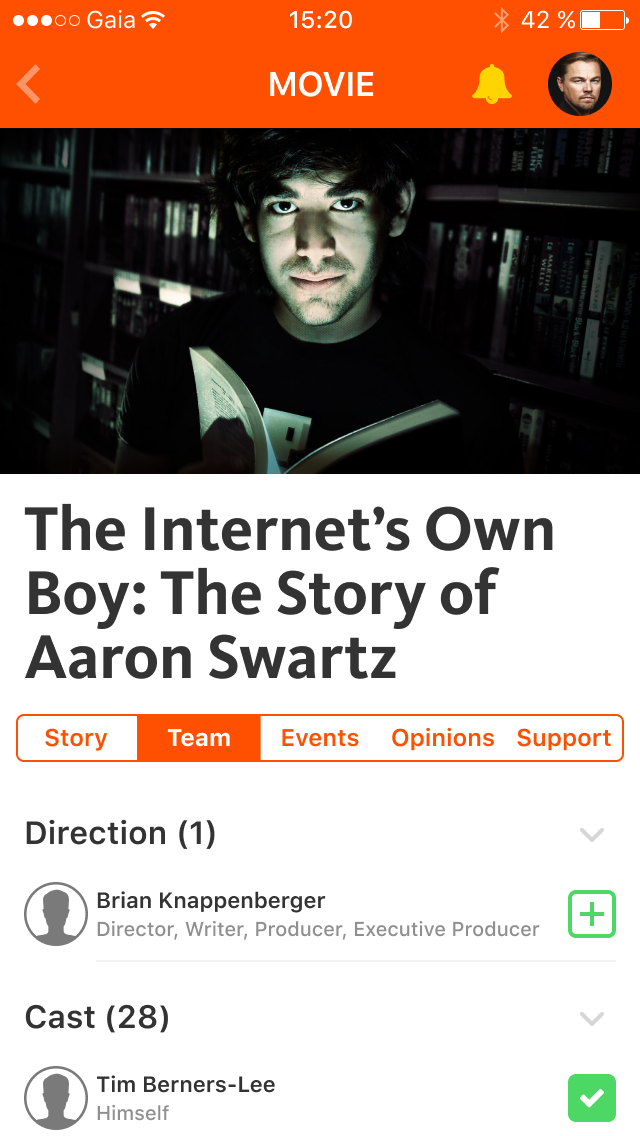 Gaia 15:20 42 %
MOVIE
The Internet’s Own
Boy: The Story of
Aaron Swartz
Story Team Events Opinions Support
Direction (1)
Brian Knappenberger
Director, Writer, Producer, Executive Producer
Cast (28)
Tim Berners-Lee
Himself